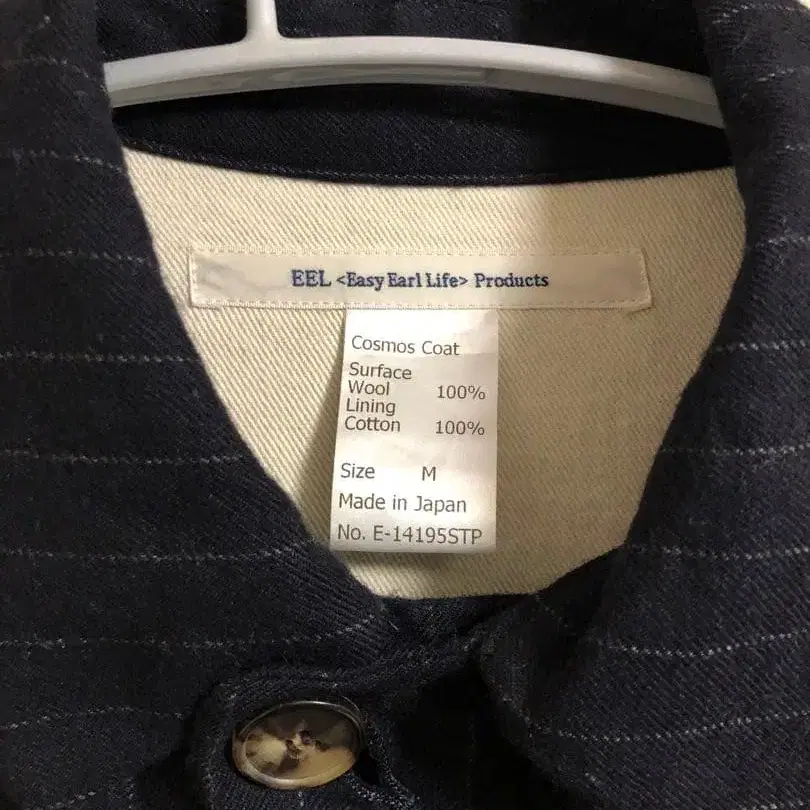 EEL <Easy Earl Life> Products
Cosmos Coat
Surface
Wool 100%
Lining
Cotton 100%
Size M
Made in Japan
No. E-14195STP